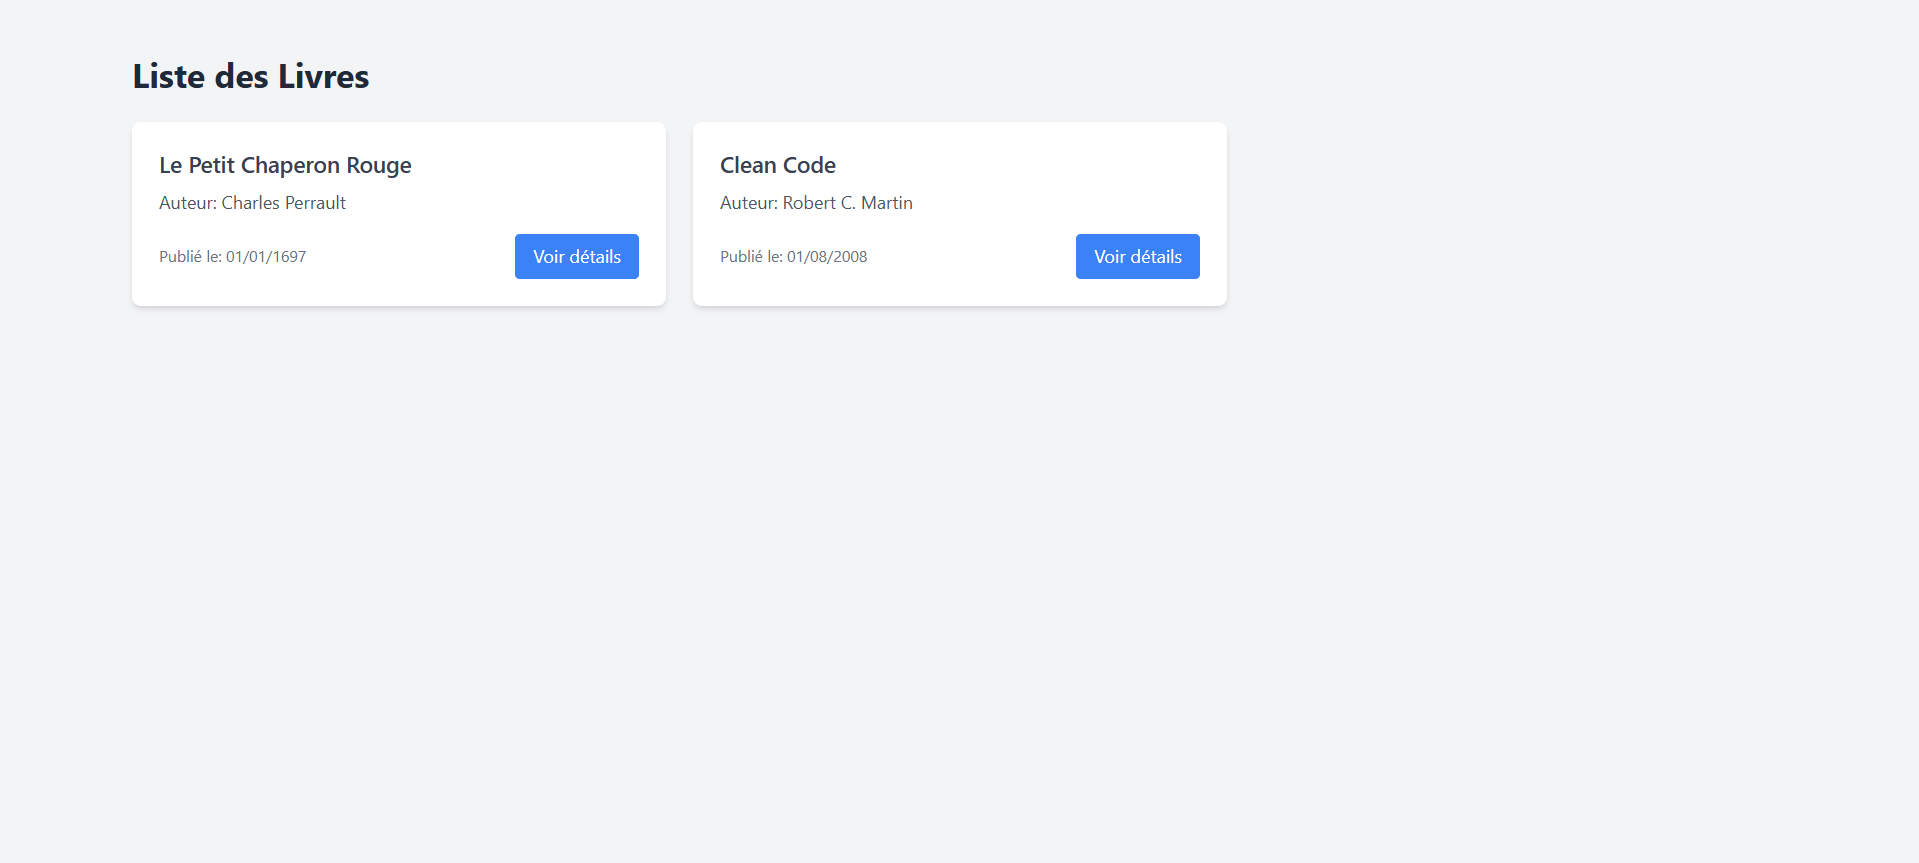 Liste des Livres
Le Petit Chaperon Rouge
Auteur: Charles Perrault
Publié le: 01/01/1697
Voir détails
Clean Code
Auteur: Robert C. Martin
Publié le: 01/08/2008
Voir détails